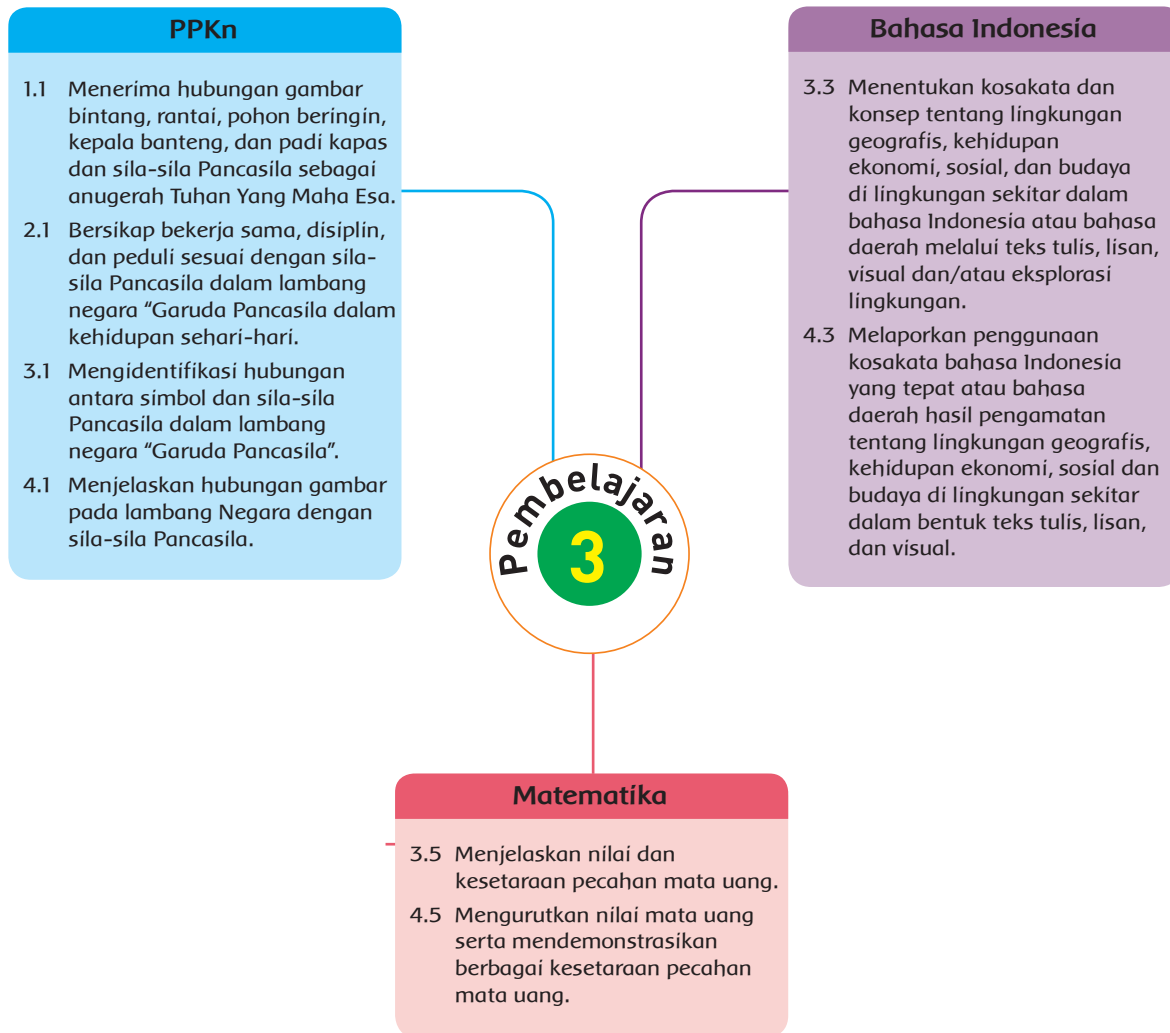 PPKn
1.1 Menerima hubungan gambar
bintang, rantai, pohon beringin,
kepala banteng, dan padi kapas
dan sila-sila Pancasila sebagai
anugerah Tuhan Yang Maha Esa.
2.1 Bersikap bekerja sama, disiplin,
dan peduli sesuai dengan sila-
sila Pancasila dalam lambang
negara “Garuda Pancasila dalam
kehidupan sehari-hari.
3.1 Mengidentifikasi hubungan
antara simbol dan sila-sila
Pancasila dalam lambang
negara “Garuda Pancasila”.
4.1 Menjelaskan hubungan gambar
pada lambang Negara dengan
sila-sila Pancasila.
Bahasa Indonesia
3.3 Menentukan kosakata dan
konsep tentang lingkungan
geografis, kehidupan
ekonomi, sosial, dan budaya
di lingkungan sekitar dalam
bahasa Indonesia atau bahasa
daerah melalui teks tulis, lisan,
visual dan/atau eksplorasi
lingkungan.
4.3 Melaporkan penggunaan
kosakata bahasa Indonesia
yang tepat atau bahasa
daerah hasil pengamatan
tentang lingkungan geografis,
kehidupan ekonomi, sosial dan
budaya di lingkungan sekitar
dalam bentuk teks tulis, lisan,
dan visual.
Pembelajaran
3
Matematika
3.5 Menjelaskan nilai dan
kesetaraan pecahan mata uang.
4.5 Mengurutkan nilai mata uang
serta mendemonstrasikan
berbagai kesetaraan pecahan
mata uang.